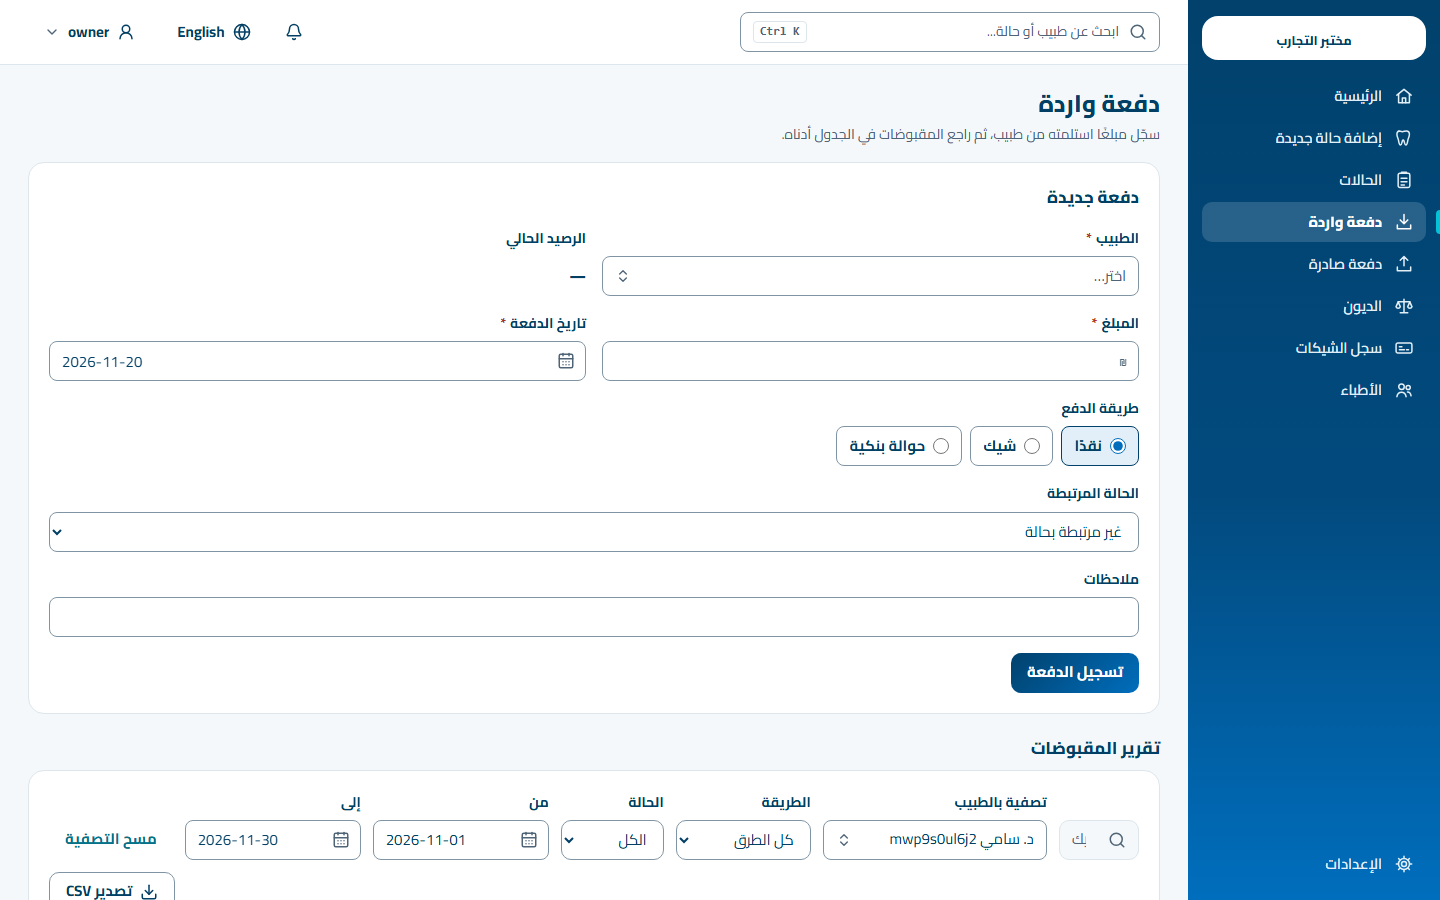 مختبر التجارب
الرئيسية
إضافة حالة جديدة
الحالات
دفعة واردة
دفعة صادرة
الديون
سجل الشيكات
الأطباء
الإعدادات
ابحث عن طبيب أو حالة...
Ctrl K
English
owner
دفعة واردة
سجّل مبلغًا استلمته من طبيب، ثم راجع المقبوضات في الجدول أدناه.
دفعة جديدة
الطبيب *
الرصيد الحالي
اختر...
—
المبلغ *
تاريخ الدفعة *
₪
2026-11-20
طريقة الدفع
نقدًا
شيك
حوالة بنكية
الحالة المرتبطة
غير مرتبطة بحالة
ملاحظات
تسجيل الدفعة
تقرير المقبوضات
تصفية بالطبيب
الطريقة
الحالة
من
إلى
د. سامي mwp9s0ul6j2
كل الطرق
الكل
2026-11-01
2026-11-30
مسح التصفية
تصدير CSV